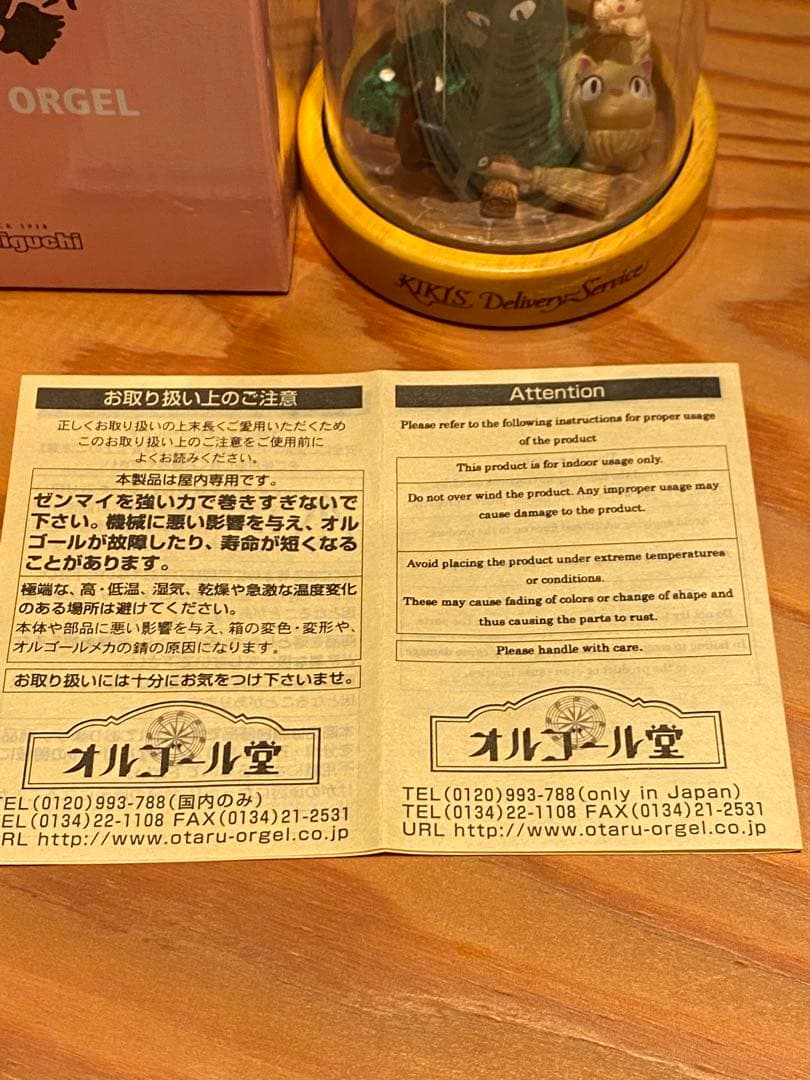 ORGEL
KIKI'S Delivery Service
お取り扱い上のご注意
正しくお取り扱いの上末長くご愛用いただくため
このお取り扱い上のご注意をご使用前に
よくお読みください。
本製品は屋内専用です。
ゼンマイを強い力で巻きすぎないで
下さい。機械に悪い影響を与え、オル
ゴールが故障したり、寿命が短くなる
ことがあります。
極端な、高・低温、湿気、乾燥や急激な温度変化
のある場所は避けてください。
本体や部品に悪い影響を与え、箱の変色・変形や、
オルゴールメカの錆の原因になります。
お取り扱いには十分にお気をつけ下さいませ。
オルゴール堂
TEL(0120)993-788(国内のみ)
TEL(0134)22-1108 FAX(0134)21-2531
URL http://www.otaru-orgel.co.jp
Attention
Please refer to the following instructions for proper usage
of the product
This product is for indoor usage only.
Do not over wind the product. Any improper usage may
cause damage to the product.
Avoid placing the product under extreme temperatures
or conditions.
These may cause fading of colors or change of shape and
thus causing the parts to rust.
Please handle with care.
オルゴール堂
TEL(0120)993-788(only in Japan)
TEL(0134)22-1108 FAX(0134)21-2531
URL http://www.otaru-orgel.co.jp